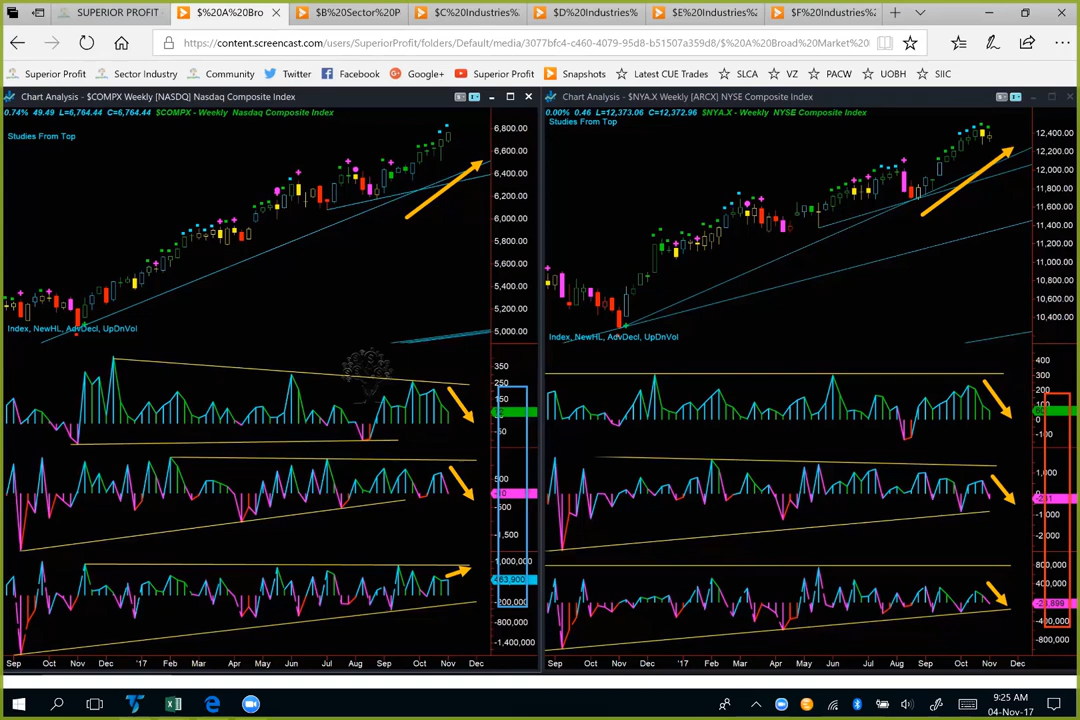 SUPERIOR PROFIT
$%20A%20Bro
$B%20Sector%20P
$C%20Industries%
$D%20Industries%
$E%20Industries%
$F%20Industries%2
https://content.screencast.com/users/SuperiorProfit/folders/Default/media/3077bfc4-c460-4079-95d8-b51507a359d8/$%20A%20Broad%20Market%20
Superior Profit
Sector Industry
Community
Twitter
Facebook
Google+
Superior Profit
Snapshots
Latest CUE Trades
SLCA
VZ
PACW
UOBH
SIIC
Chart Analysis - $COMPX Weekly [NASDQ] Nasdaq Composite Index
0.74% 49.49 L=6,764.44 C=6,764.44 $COMPX - Weekly Nasdaq Composite Index
Studies From Top
6,800.00
6,600.00
6,400.00
6,200.00
6,000.00
5,800.00
5,600.00
5,400.00
5,200.00
5,000.00
Index, NewHL, AdvDecl, UpDnVol
350
250
150
-50
500
-500
-1,500
1,000,000
-200,000
-800,000
-1,400,000
Sep Oct Nov Dec '17 Feb Mar Apr May Jun Jul Aug Sep Oct Nov Dec
Chart Analysis - $NYA.X Weekly [ARCX] NYSE Composite Index
0.00% 0.46 L=12,373.06 C=12,372.96 $NYA.X - Weekly NYSE Composite Index
Studies From Top
12,400.00
12,200.00
12,000.00
11,800.00
11,600.00
11,400.00
11,200.00
11,000.00
10,800.00
10,600.00
10,400.00
Index, NewHL, AdvDecl, UpDnVol
400
300
200
100
0
-100
1,000
0
-1,000
-2,000
800,000
400,000
-400,000
-800,000
Sep Oct Nov Dec '17 Feb Mar Apr May Jun Jul Aug Sep Oct Nov Dec
9:25 AM
04-Nov-17